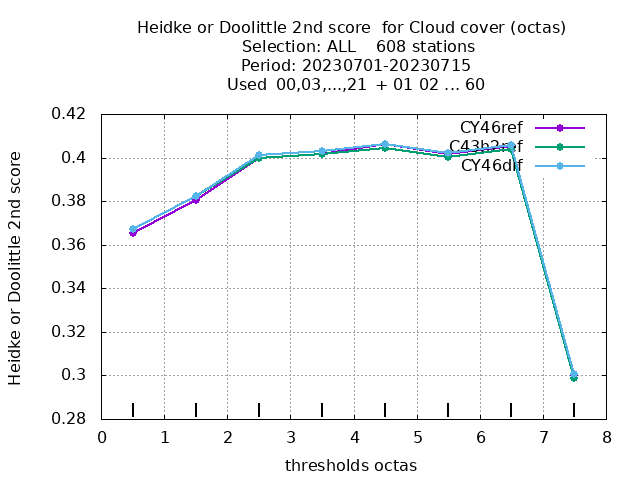 Heidke or Doolittle 2nd score  for Cloud cover (octas)
Selection: ALL    608 stations
Period: 20230701-20230715
Used  00,03,...,21  + 01 02 ... 60
Heidke or Doolittle 2nd score
0.42
0.4
0.38
0.36
0.34
0.32
0.3
0.28
CY46ref
C43h2ref
CY46dif
0 1 2 3 4 5 6 7 8
thresholds octas